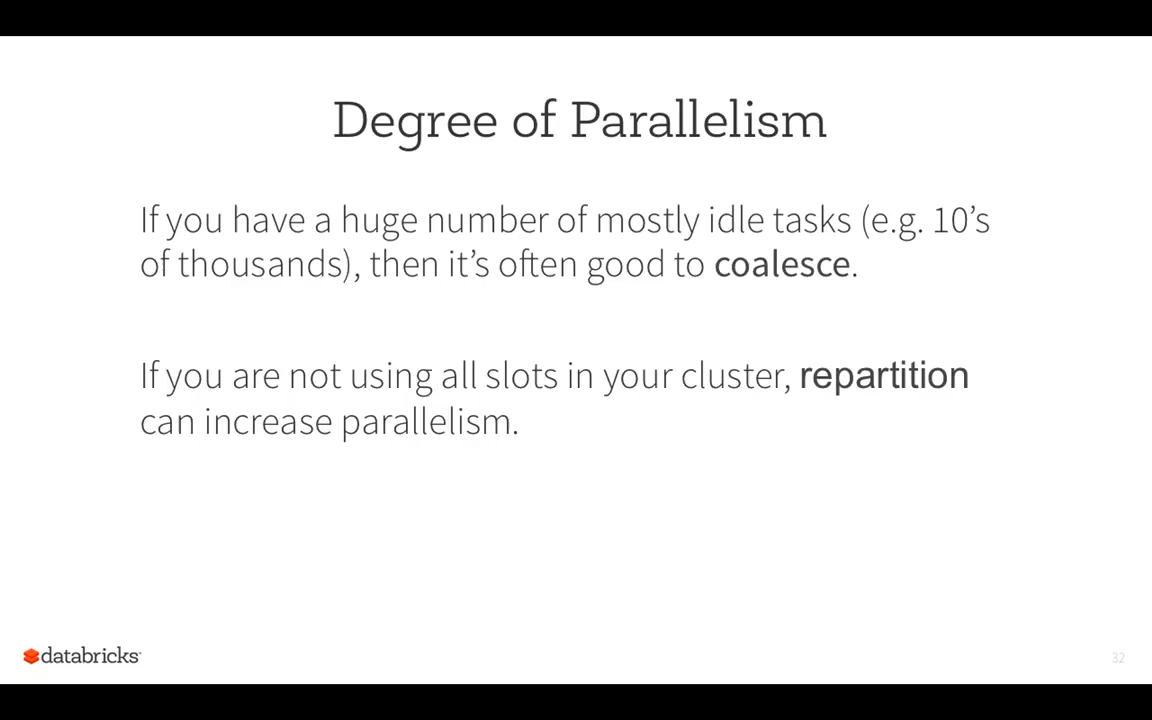 Degree of Parallelism
If you have a huge number of mostly idle tasks (e.g. 10’s
of thousands), then it’s often good to coalesce.
If you are not using all slots in your cluster, repartition
can increase parallelism.
databricks
32